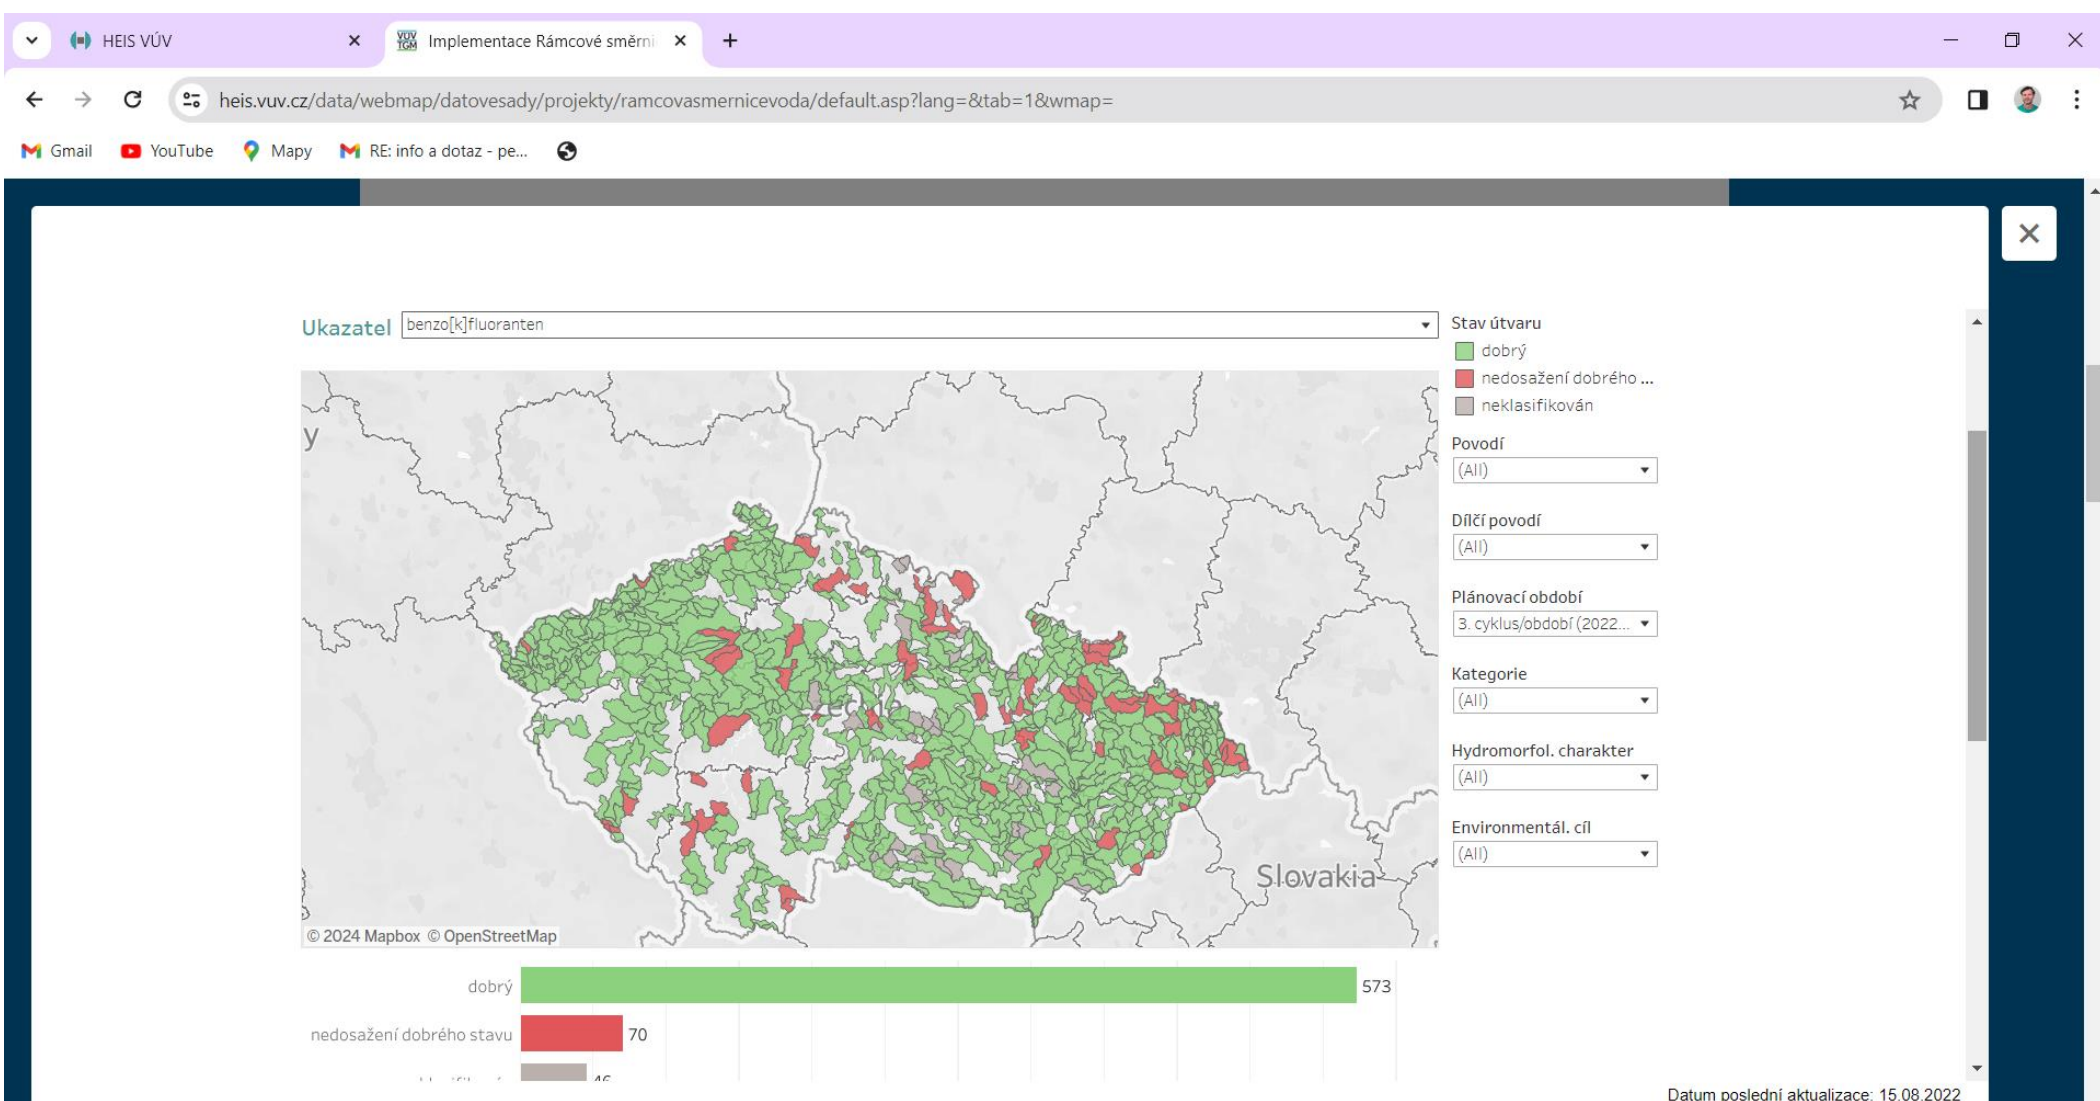 HEIS VÚV
Implementace Rámcové směrni
heis.vuv.cz/data/webmap/datovesady/projekty/ramcovasmernicevoda/default.asp?lang=&tab=1&wmap=
Gmail YouTube Mapy RE: info a dotaz - pe...
Ukazatel benzo[k]fluoranten
Stav útvaru
dobrý
nedosažení dobrého ...
neklasifikován
Povodí
(All)
Dílčí povodí
(All)
Plánovací období
3. cyklus/období (2022...
Kategorie
(All)
Hydromorfol. charakter
(All)
Environmentál. cíl
(All)
y
Slovakia
© 2024 Mapbox © OpenStreetMap
dobrý 573
nedosažení dobrého stavu 70
46
Datum poslední aktualizace: 15.08.2022